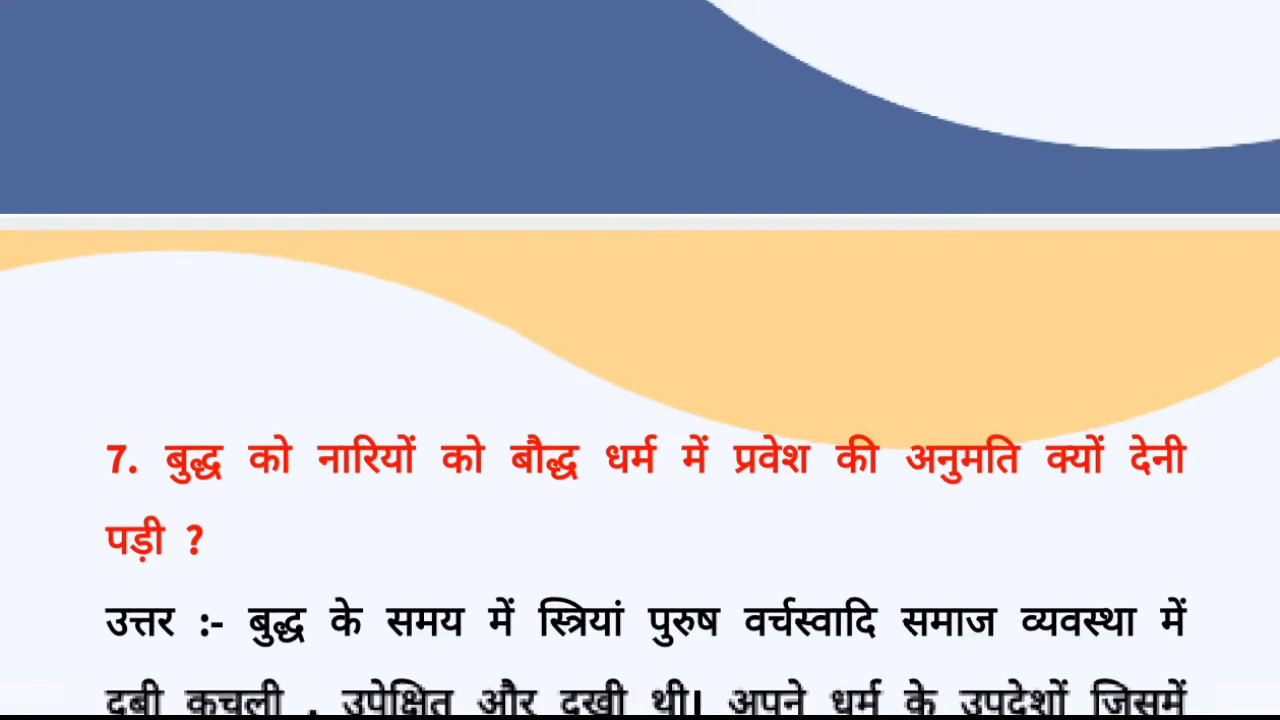 7. बुद्ध को नारियों को बौद्ध धर्म में प्रवेश की अनुमति क्यों देनी
पड़ी ?
उत्तर :- बुद्ध के समय में स्त्रियां पुरुष वर्चस्वादि समाज व्यवस्था में
दबी कुचली , उपेक्षित और दुखी थी। अपने धर्म के उपदेशों जिसमें